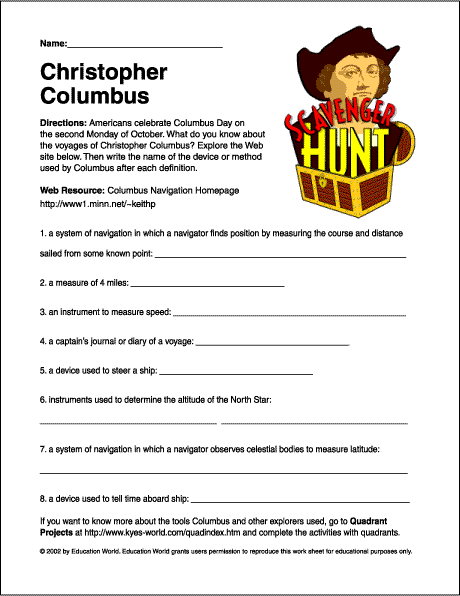 Name:
Christopher
Columbus
SCAVENGER
HUNT
Directions: Americans celebrate Columbus Day on
the second Monday of October. What do you know about
the voyages of Christopher Columbus? Explore the Web
site below. Then write the name of the device or method
used by Columbus after each definition.
Web Resource: Columbus Navigation Homepage
http://www1.minn.net/~keithp
1. a system of navigation in which a navigator finds position by measuring the course and distance
sailed from some known point:
2. a measure of 4 miles:
3. an instrument to measure speed:
4. a captain's journal or diary of a voyage:
5. a device used to steer a ship:
6. instruments used to determine the altitude of the North Star:
7. a system of navigation in which a navigator observes celestial bodies to measure latitude:
8. a device used to tell time aboard ship:
If you want to know more about the tools Columbus and other explorers used, go to Quadrant
Projects at http://www.kyes-world.com/quadindex.htm and complete the activities with quadrants.
© 2002 by Education World. Education World grants users permission to reproduce this work sheet for educational purposes only.